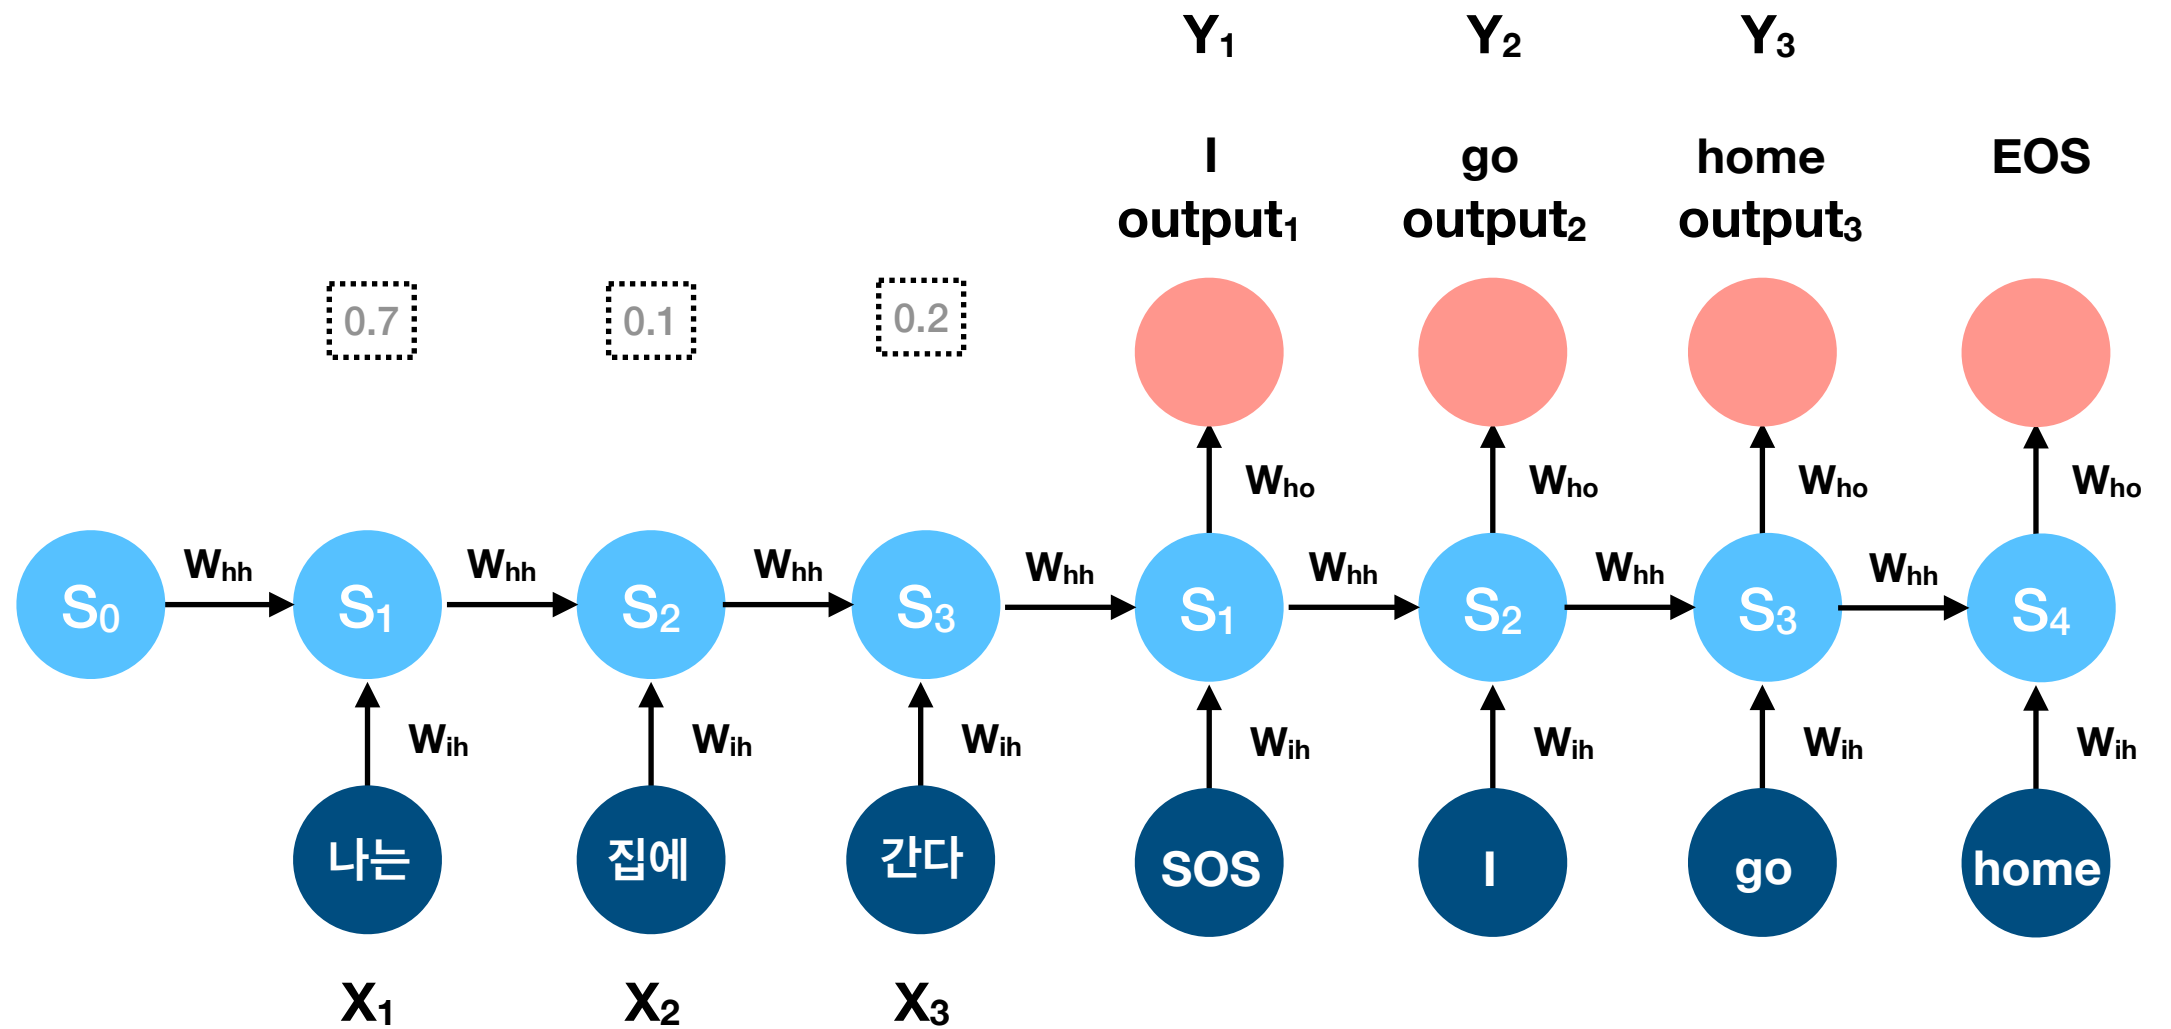 Y₁ Y₂ Y₃
I go home EOS
output₁ output₂ output₃
0.7 0.1 0.2
Who Who Who Who
Whh Whh Whh Whh Whh Whh Whh
S₀ S₁ S₂ S₃ S₁ S₂ S₃ S₄
Wih Wih Wih Wih Wih Wih Wih
나는 집에 간다 SOS I go home
X₁ X₂ X₃